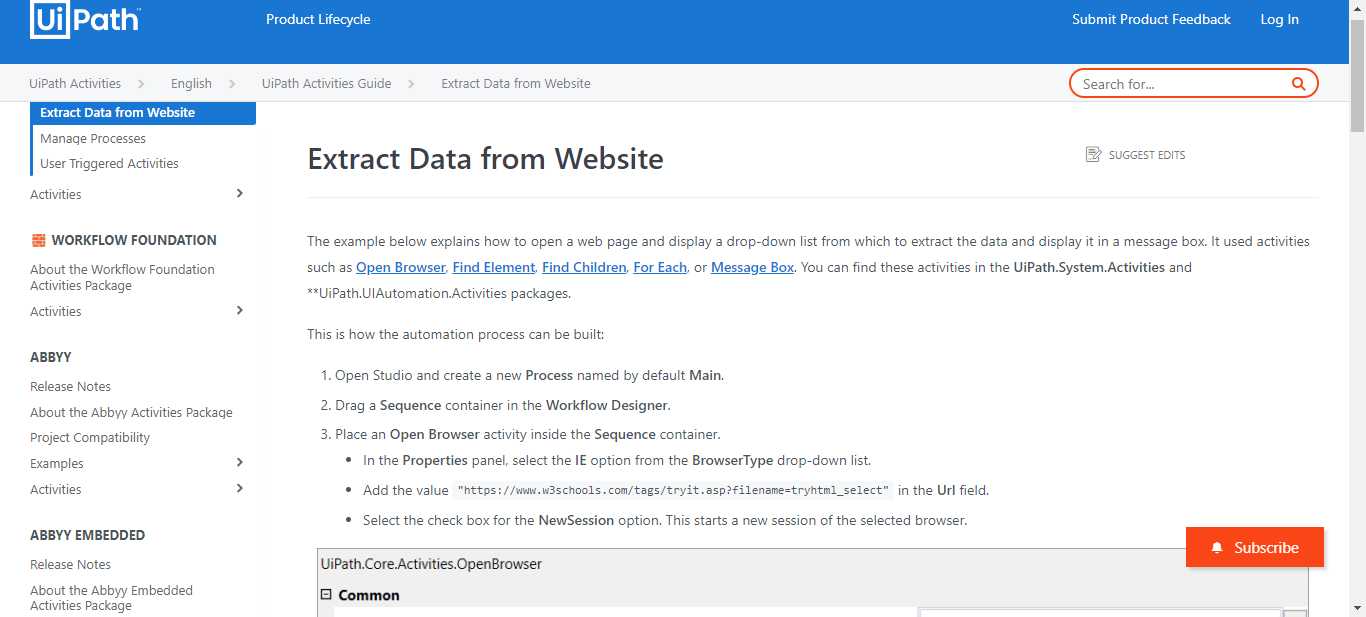 UiPath™
Product Lifecycle
Submit Product Feedback
Log In
UiPath Activities
English
UiPath Activities Guide
Extract Data from Website
Search for...
Extract Data from Website
Manage Processes
User Triggered Activities
Activities
WORKFLOW FOUNDATION
About the Workflow Foundation
Activities Package
Activities
ABBYY
Release Notes
About the Abbyy Activities Package
Project Compatibility
Examples
Activities
ABBYY EMBEDDED
Release Notes
About the Abbyy Embedded
Activities Package
Extract Data from Website
SUGGEST EDITS
The example below explains how to open a web page and display a drop-down list from which to extract the data and display it in a message box. It used activities
such as Open Browser, Find Element, Find Children, For Each, or Message Box. You can find these activities in the UiPath.System.Activities and
**UiPath.UIAutomation.Activities packages.
This is how the automation process can be built:
1. Open Studio and create a new Process named by default Main.
2. Drag a Sequence container in the Workflow Designer.
3. Place an Open Browser activity inside the Sequence container.
• In the Properties panel, select the IE option from the BrowserType drop-down list.
• Add the value "https://www.w3schools.com/tags/tryit.asp?filename=tryhtml_select" in the Url field.
• Select the check box for the NewSession option. This starts a new session of the selected browser.
Subscribe
UiPath.Core.Activities.OpenBrowser
Common